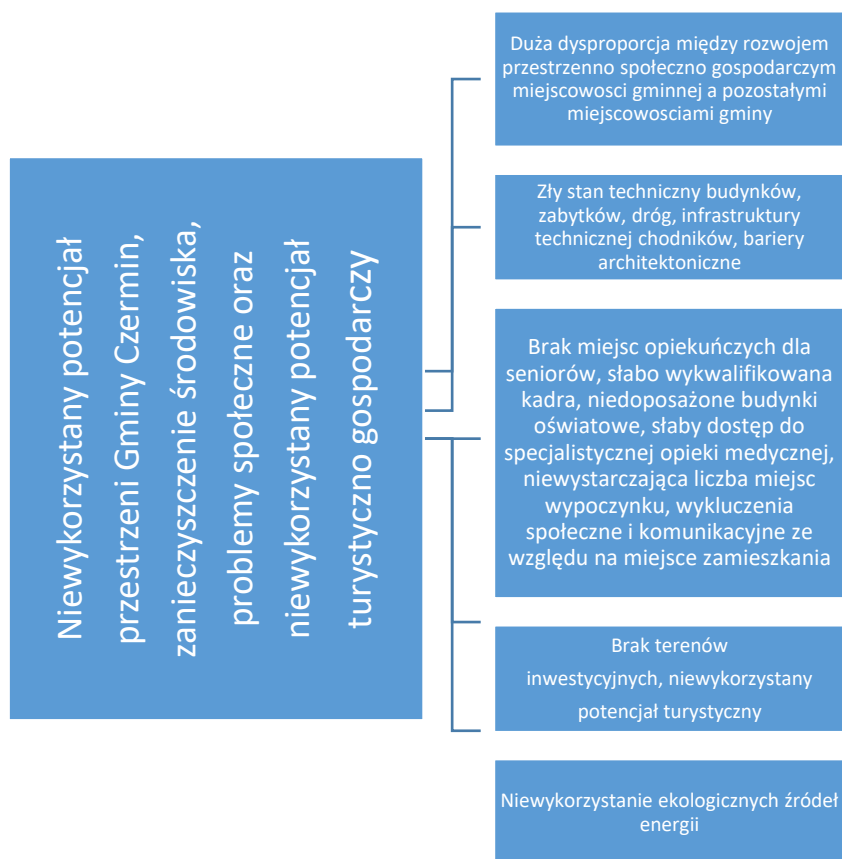 Niewykorzystany potencjał
przestrzeni Gminy Czermin,
zanieczyszczenie środowiska,
problemy społeczne oraz
niewykorzystany potencjał
turystyczno gospodarczy
Duża dysproporcja między rozwojem
przestrzenno społeczno gospodarczym
miejscowosci gminnej a pozostałymi
miejscowosciami gminy
Zły stan techniczny budynków,
zabytków, dróg, infrastruktury
technicznej chodników, bariery
architektoniczne
Brak miejsc opiekuńczych dla
seniorów, słabo wykwalifikowana
kadra, niedoposażone budynki
oświatowe, słaby dostęp do
specjalistycznej opieki medycznej,
niewystarczająca liczba miejsc
wypoczynku, wykluczenia
społeczne i komunikacyjne ze
względu na miejsce zamieszkania
Brak terenów
inwestycyjnych, niewykorzystany
potencjał turystyczny
Niewykorzystanie ekologicznych źródeł
energii